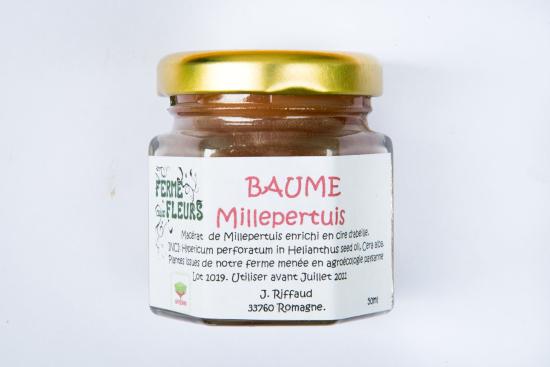 FERME
aux
FLEURS
BAUME
Millepertuis
Macérat de Millepertuis enrichi en cire d'abeille.
INCI: Hypericum perforatum in Helianthus seed oil, Cera alba.
Plantes issues de notre ferme menée en agroécologie paysanne
Lot 2019. Utiliser avant Juillet 2021
J. Riffaud
33760 Romagne.
50ml